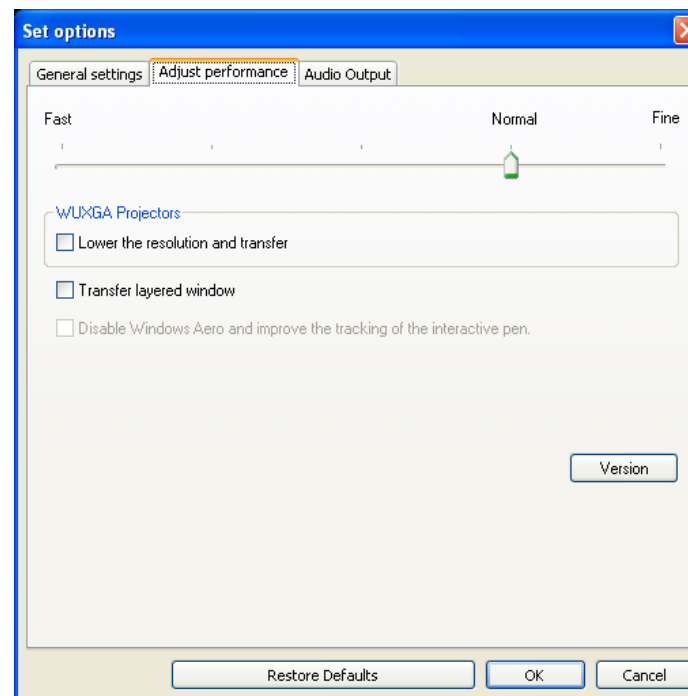 Set options
General settings Adjust performance Audio Output
Fast Normal Fine
WUXGA Projectors
Lower the resolution and transfer
Transfer layered window
Disable Windows Aero and improve the tracking of the interactive pen.
Version
Restore Defaults OK Cancel